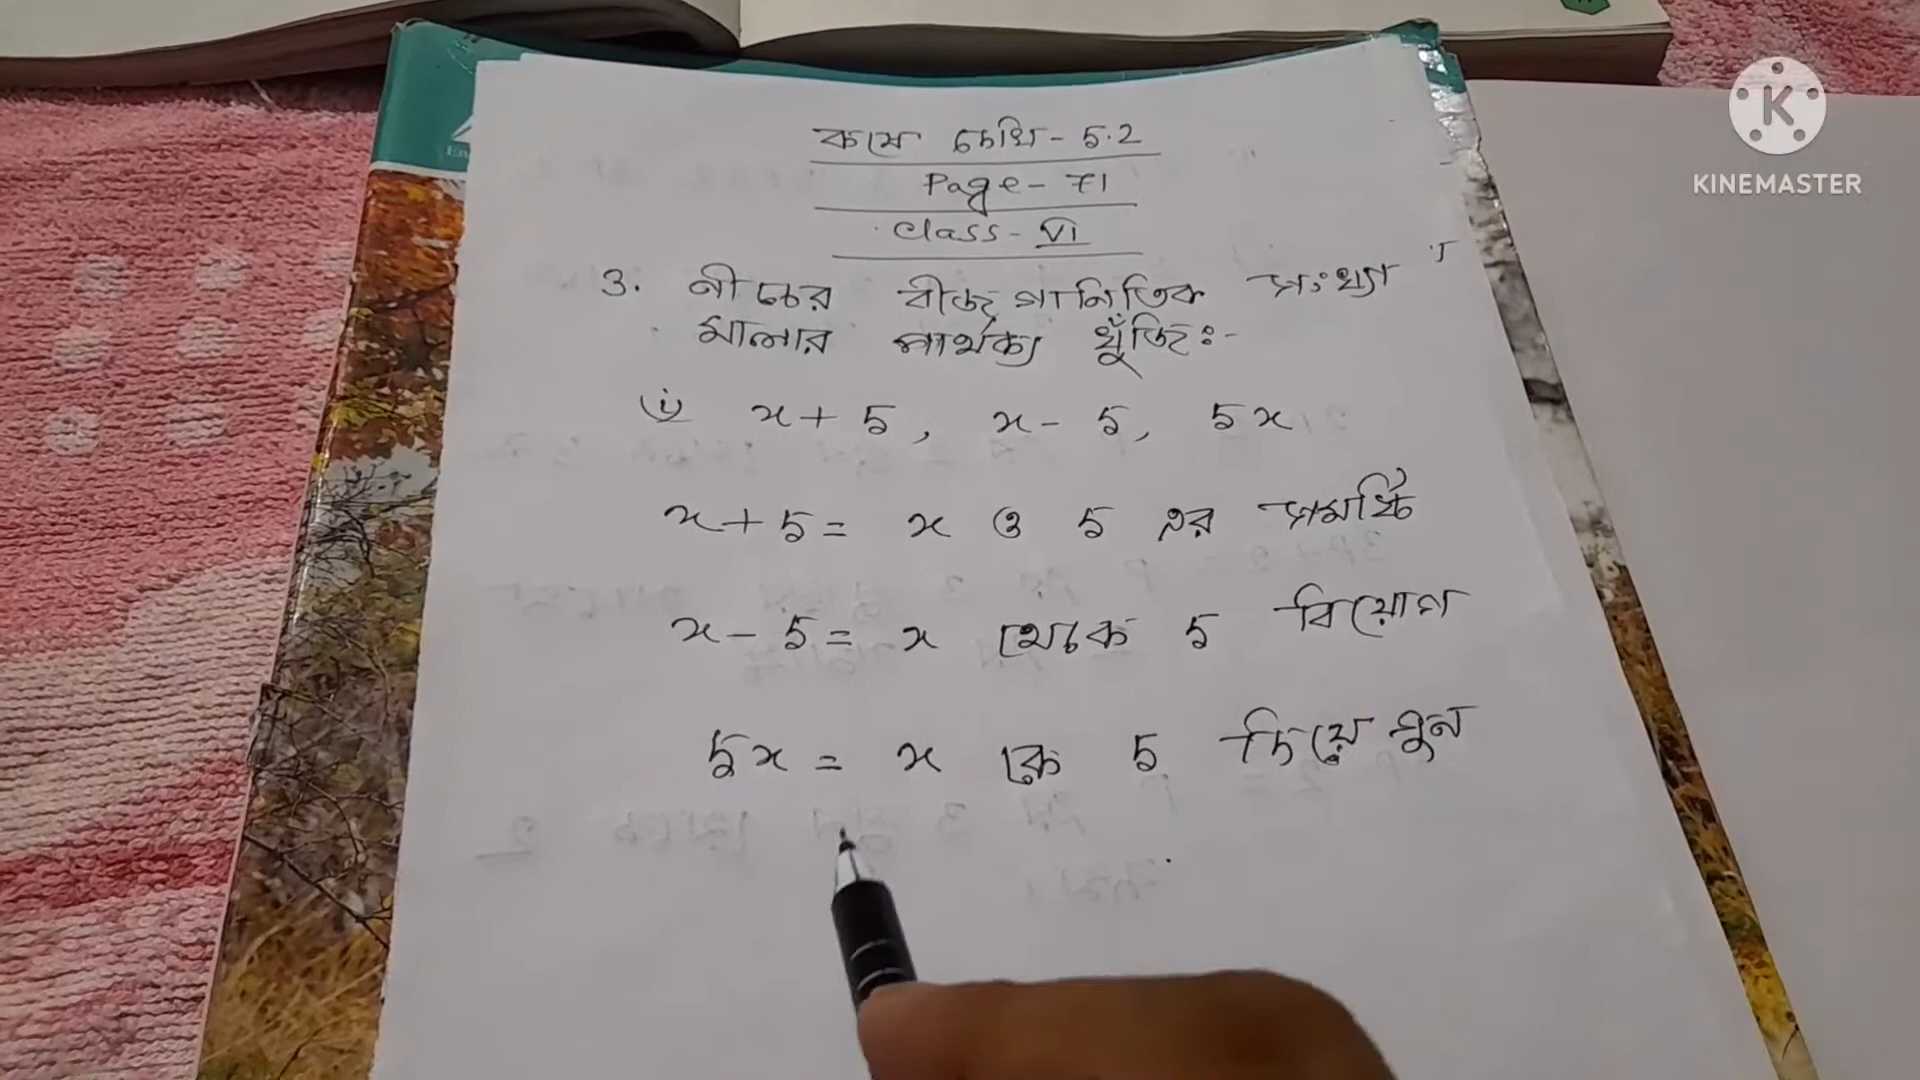 কষে দেখি - 5.2
Page - 71
Class - VI
3. নীচের বীজগানিতিক সংখ্যা
মালার পার্থক্য খুঁজি:-
(i) x + 5, x - 5, 5x
x + 5 = x ও 5 এর সমষ্টি
x - 5 = x থেকে 5 বিয়োগ
5x = x কে 5 দিয়ে গুন
KINEMASTER